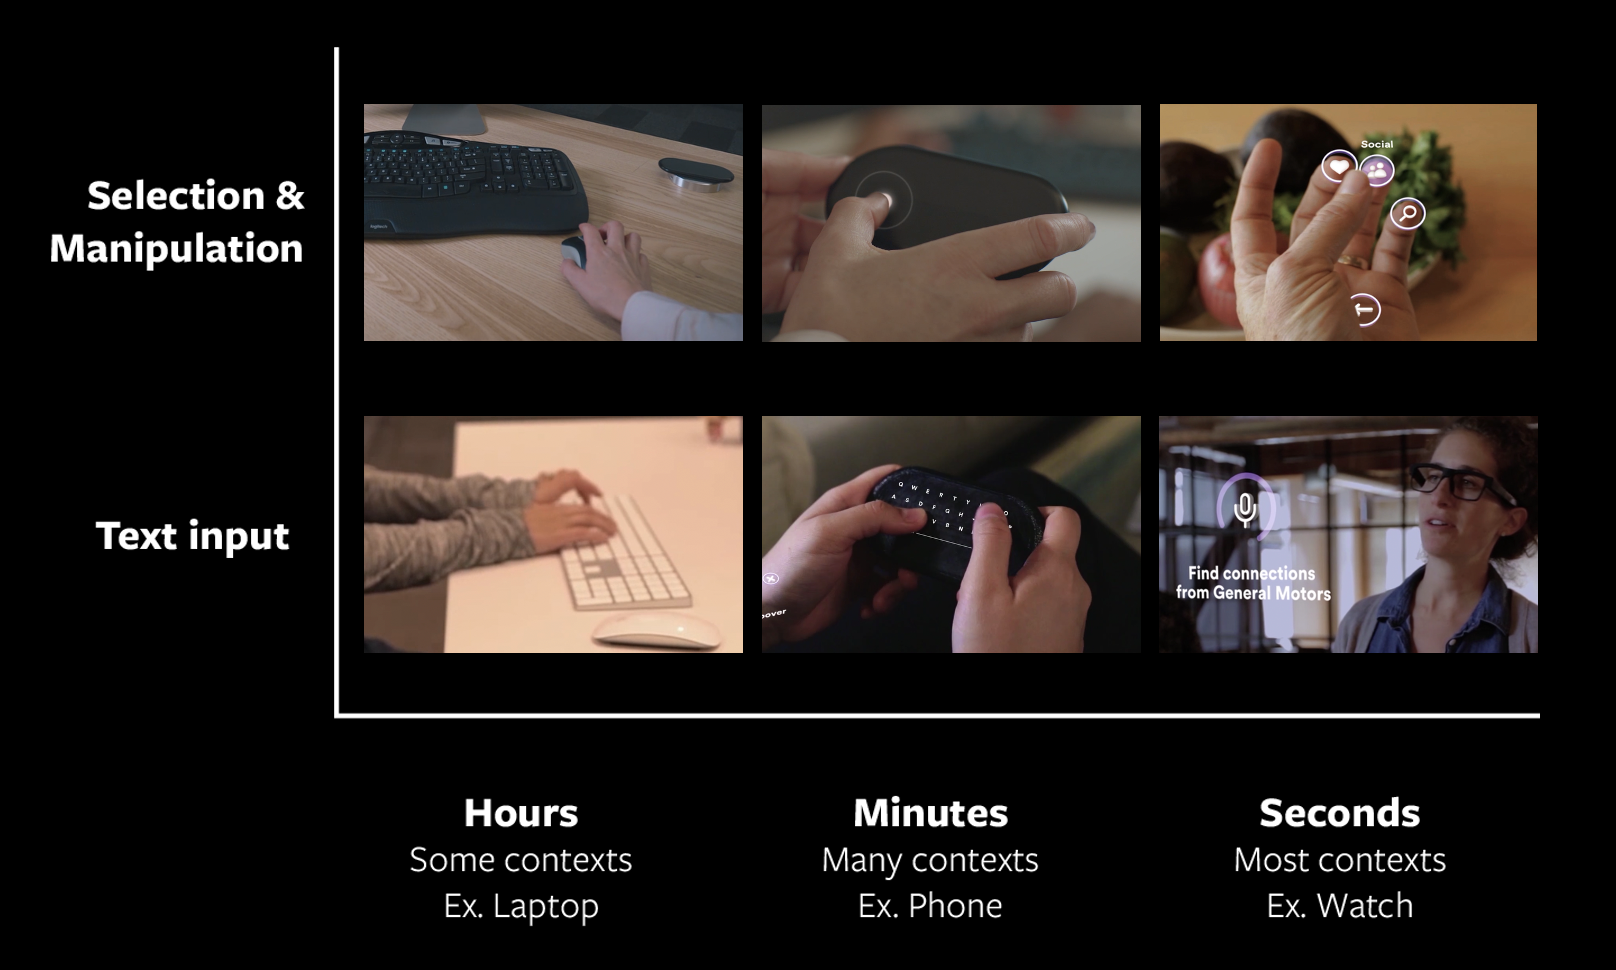 Selection &
Manipulation
Social
Text input
Q W E R T Y
A S D F G H
V B N
Find connections
from General Motors
Hours
Some contexts
Ex. Laptop
Minutes
Many contexts
Ex. Phone
Seconds
Most contexts
Ex. Watch